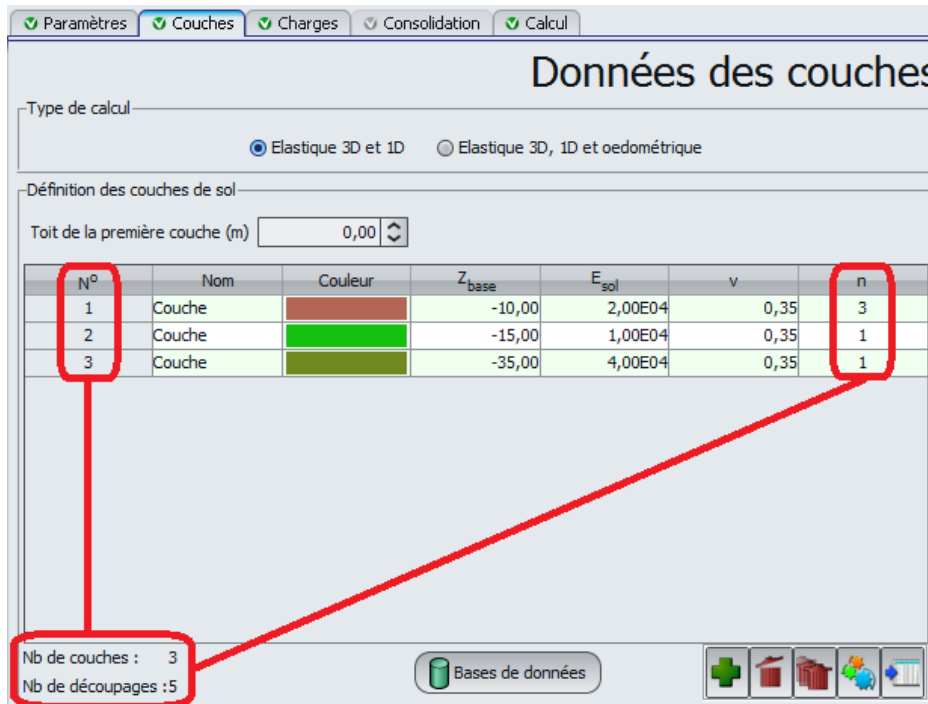 Paramètres Couches Charges Consolidation Calcul
Données des couches
Type de calcul
Elastique 3D et 1D Elastique 3D, 1D et oedométrique
Définition des couches de sol
Toit de la première couche (m) 0,00
N° Nom Couleur Zbase Esol ν n
1 Couche -10,00 2,00E04 0,35 3
2 Couche -15,00 1,00E04 0,35 1
3 Couche -35,00 4,00E04 0,35 1
Nb de couches : 3
Nb de découpages :5
Bases de données